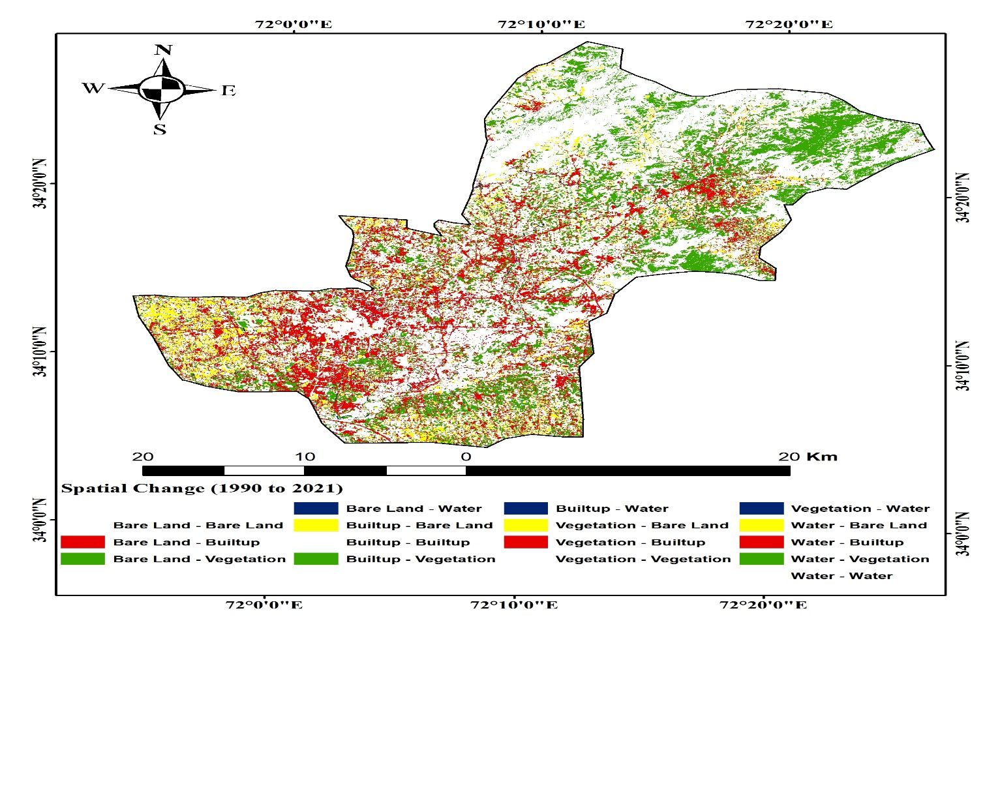 72°0'0"E 72°10'0"E 72°20'0"E
N
W E
S
34°20'0"N 34°20'0"N
34°10'0"N 34°10'0"N
34°0'0"N 34°0'0"N
20 10 0 20 Km
Spatial Change (1990 to 2021)
Bare Land - Water Builtup - Water Vegetation - Water
Bare Land - Bare Land Builtup - Bare Land Vegetation - Bare Land Water - Bare Land
Bare Land - Builtup Builtup - Builtup Vegetation - Builtup Water - Builtup
Bare Land - Vegetation Builtup - Vegetation Vegetation - Vegetation Water - Vegetation
Water - Water
72°0'0"E 72°10'0"E 72°20'0"E